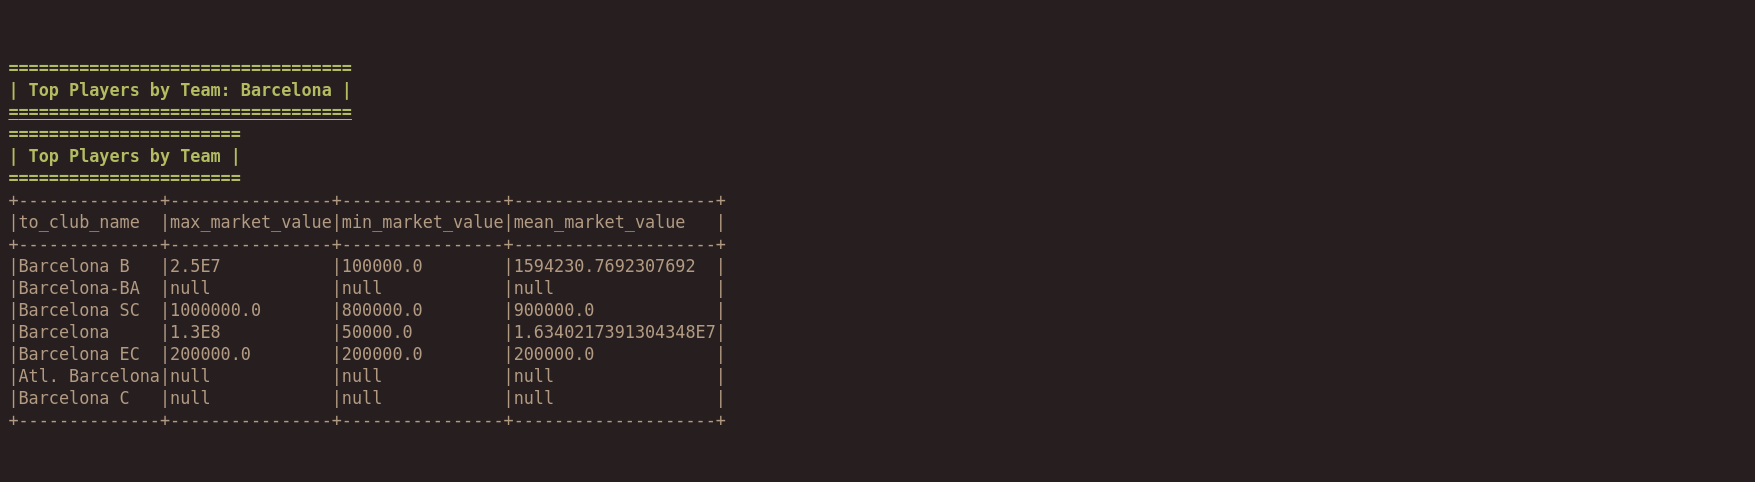 ==================================
| Top Players by Team: Barcelona |
==================================
=======================
| Top Players by Team |
=======================
+--------------+----------------+----------------+--------------------+
|to_club_name  |max_market_value|min_market_value|mean_market_value   |
+--------------+----------------+----------------+--------------------+
|Barcelona B   |2.5E7           |100000.0        |1594230.7692307692  |
|Barcelona-BA  |null            |null            |null                |
|Barcelona SC  |1000000.0       |800000.0        |900000.0            |
|Barcelona     |1.3E8           |50000.0         |1.6340217391304348E7|
|Barcelona EC  |200000.0        |200000.0        |200000.0            |
|Atl. Barcelona|null            |null            |null                |
|Barcelona C   |null            |null            |null                |
+--------------+----------------+----------------+--------------------+